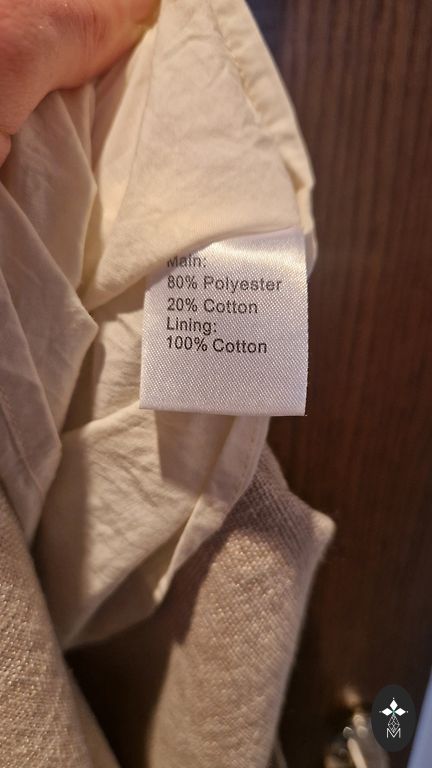 Main:
80% Polyester
20% Cotton
Lining:
100% Cotton
M